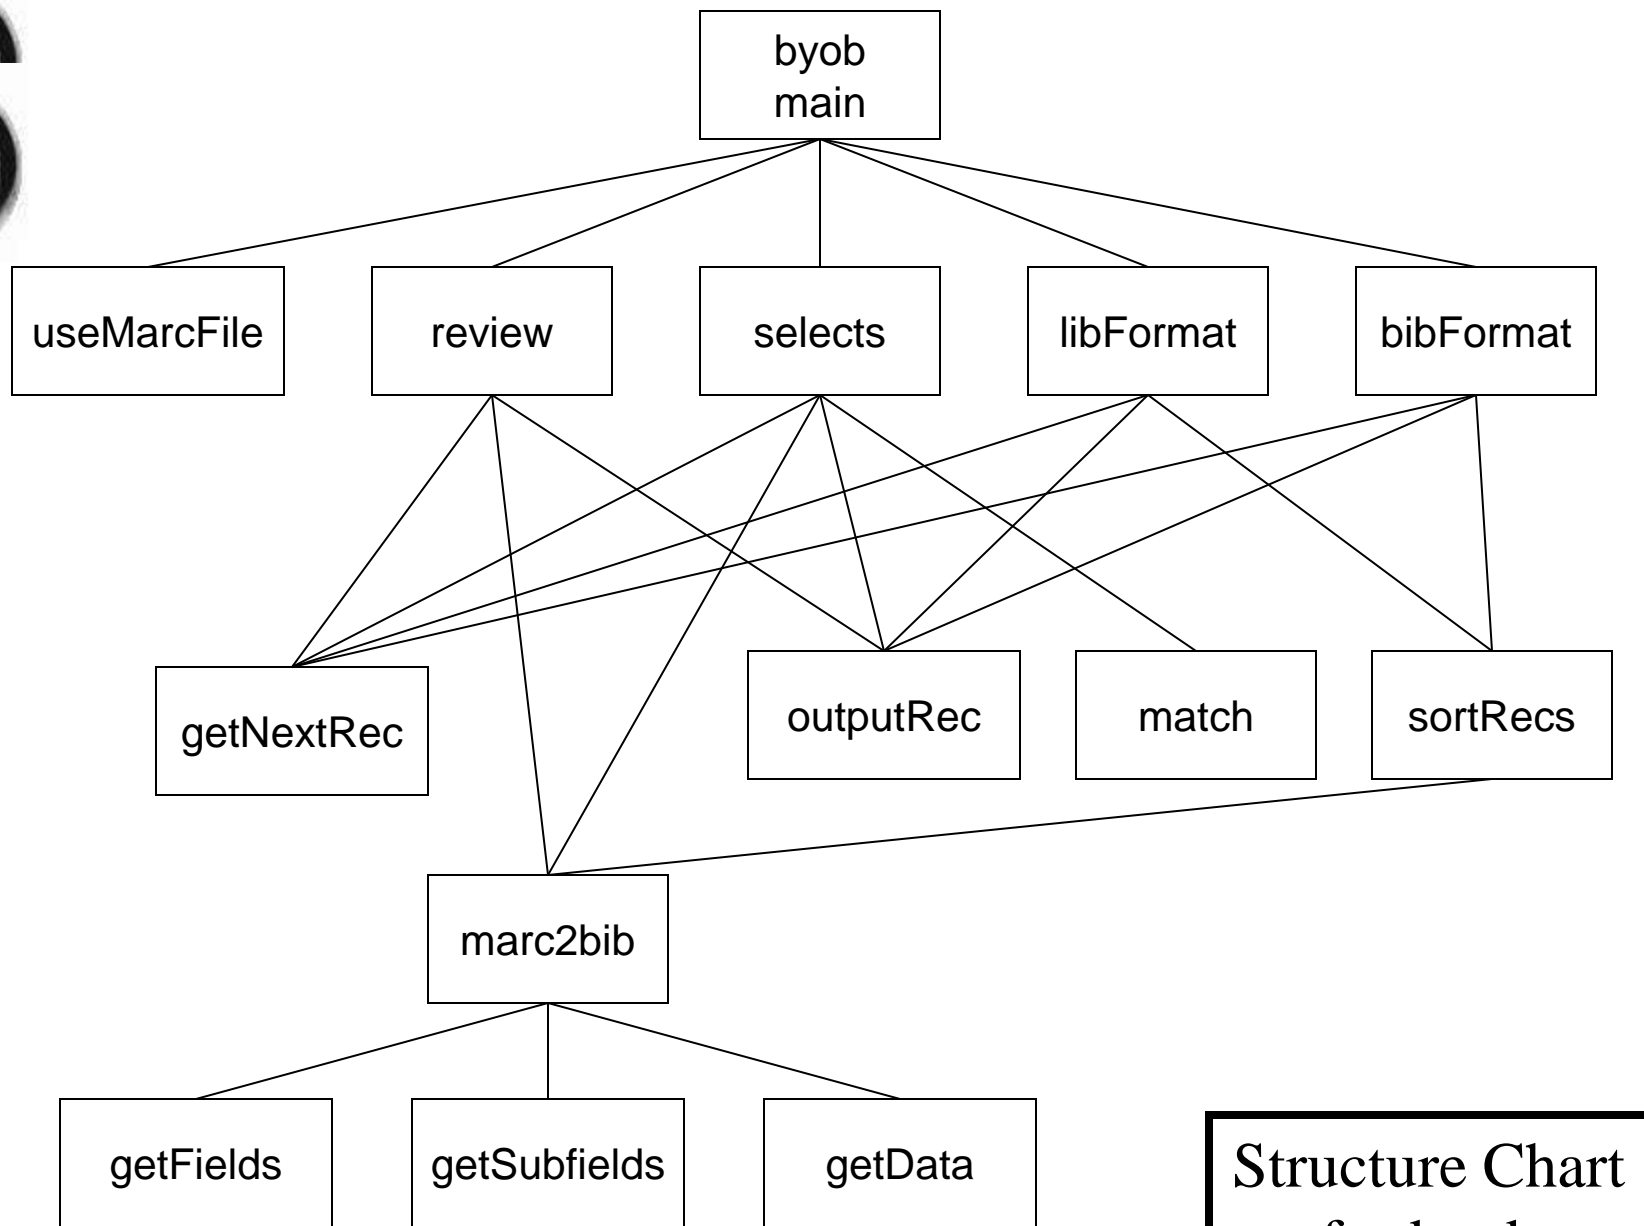 byob
main
useMarcFile
review
selects
libFormat
bibFormat
getNextRec
outputRec
match
sortRecs
marc2bib
getFields
getSubfields
getData
Structure Chart